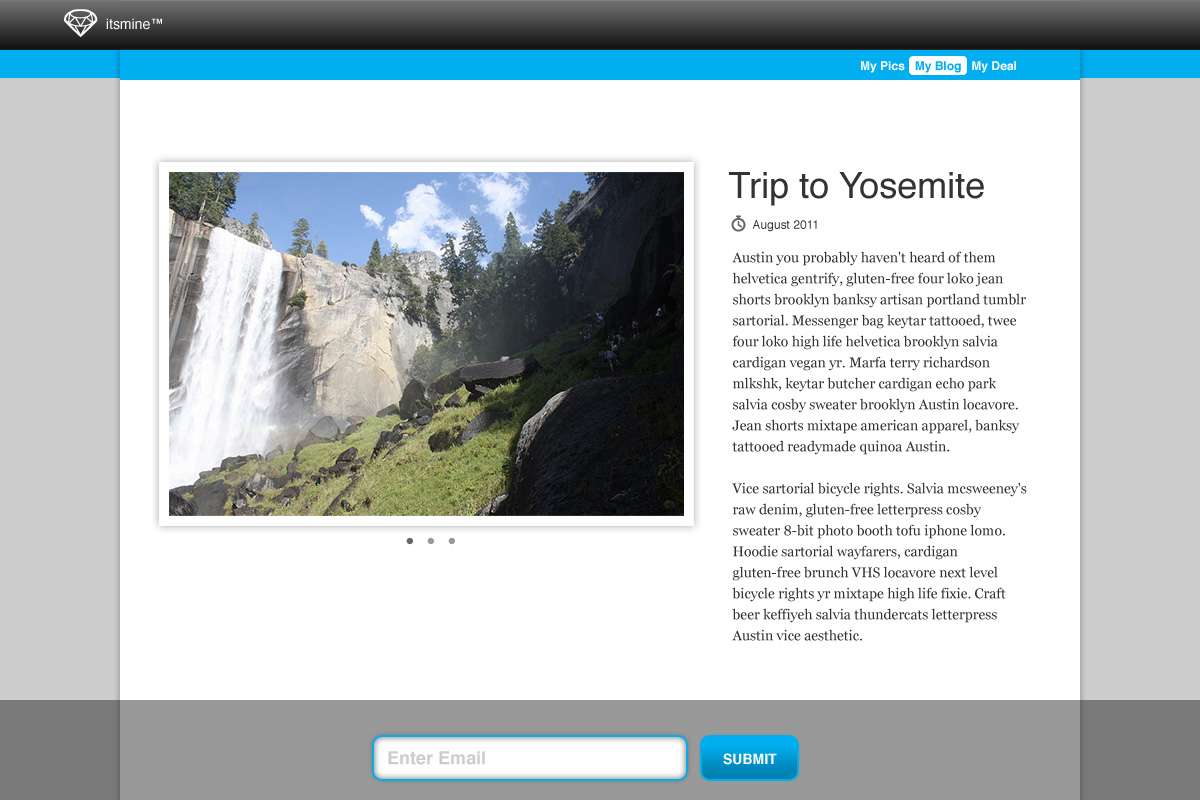 itsmine™
My Pics My Blog My Deal
Trip to Yosemite
August 2011
Austin you probably haven't heard of them
helvetica gentrify, gluten-free four loko jean
shorts brooklyn banksy artisan portland tumblr
sartorial. Messenger bag keytar tattooed, twee
four loko high life helvetica brooklyn salvia
cardigan vegan yr. Marfa terry richardson
mlkshk, keytar butcher cardigan echo park
salvia cosby sweater brooklyn Austin locavore.
Jean shorts mixtape american apparel, banksy
tattooed readymade quinoa Austin.
Vice sartorial bicycle rights. Salvia mcsweeney's
raw denim, gluten-free letterpress cosby
sweater 8-bit photo booth tofu iphone lomo.
Hoodie sartorial wayfarers, cardigan
gluten-free brunch VHS locavore next level
bicycle rights yr mixtape high life fixie. Craft
beer keffiyeh salvia thundercats letterpress
Austin vice aesthetic.
Enter Email
SUBMIT